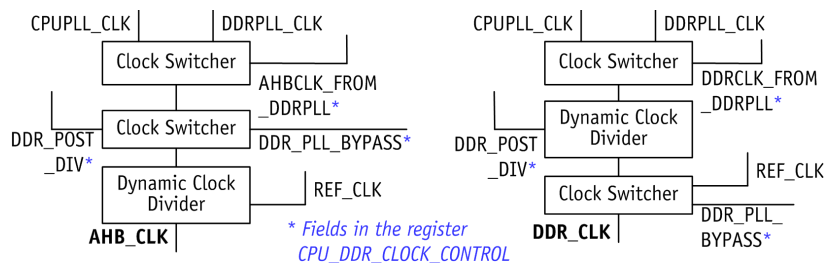 CPUPLL_CLK
DDRPLL_CLK
Clock Switcher
AHBCLK_FROM
_DDRPLL*
Clock Switcher
DDR_POST
_DIV*
DDR_PLL_BYPASS*
Dynamic Clock
Divider
REF_CLK
AHB_CLK
* Fields in the register
CPU_DDR_CLOCK_CONTROL
CPUPLL_CLK
DDRPLL_CLK
Clock Switcher
DDRCLK_FROM
_DDRPLL*
Dynamic Clock
Divider
DDR_POST
_DIV*
REF_CLK
Clock Switcher
DDR_PLL_
BYPASS*
DDR_CLK